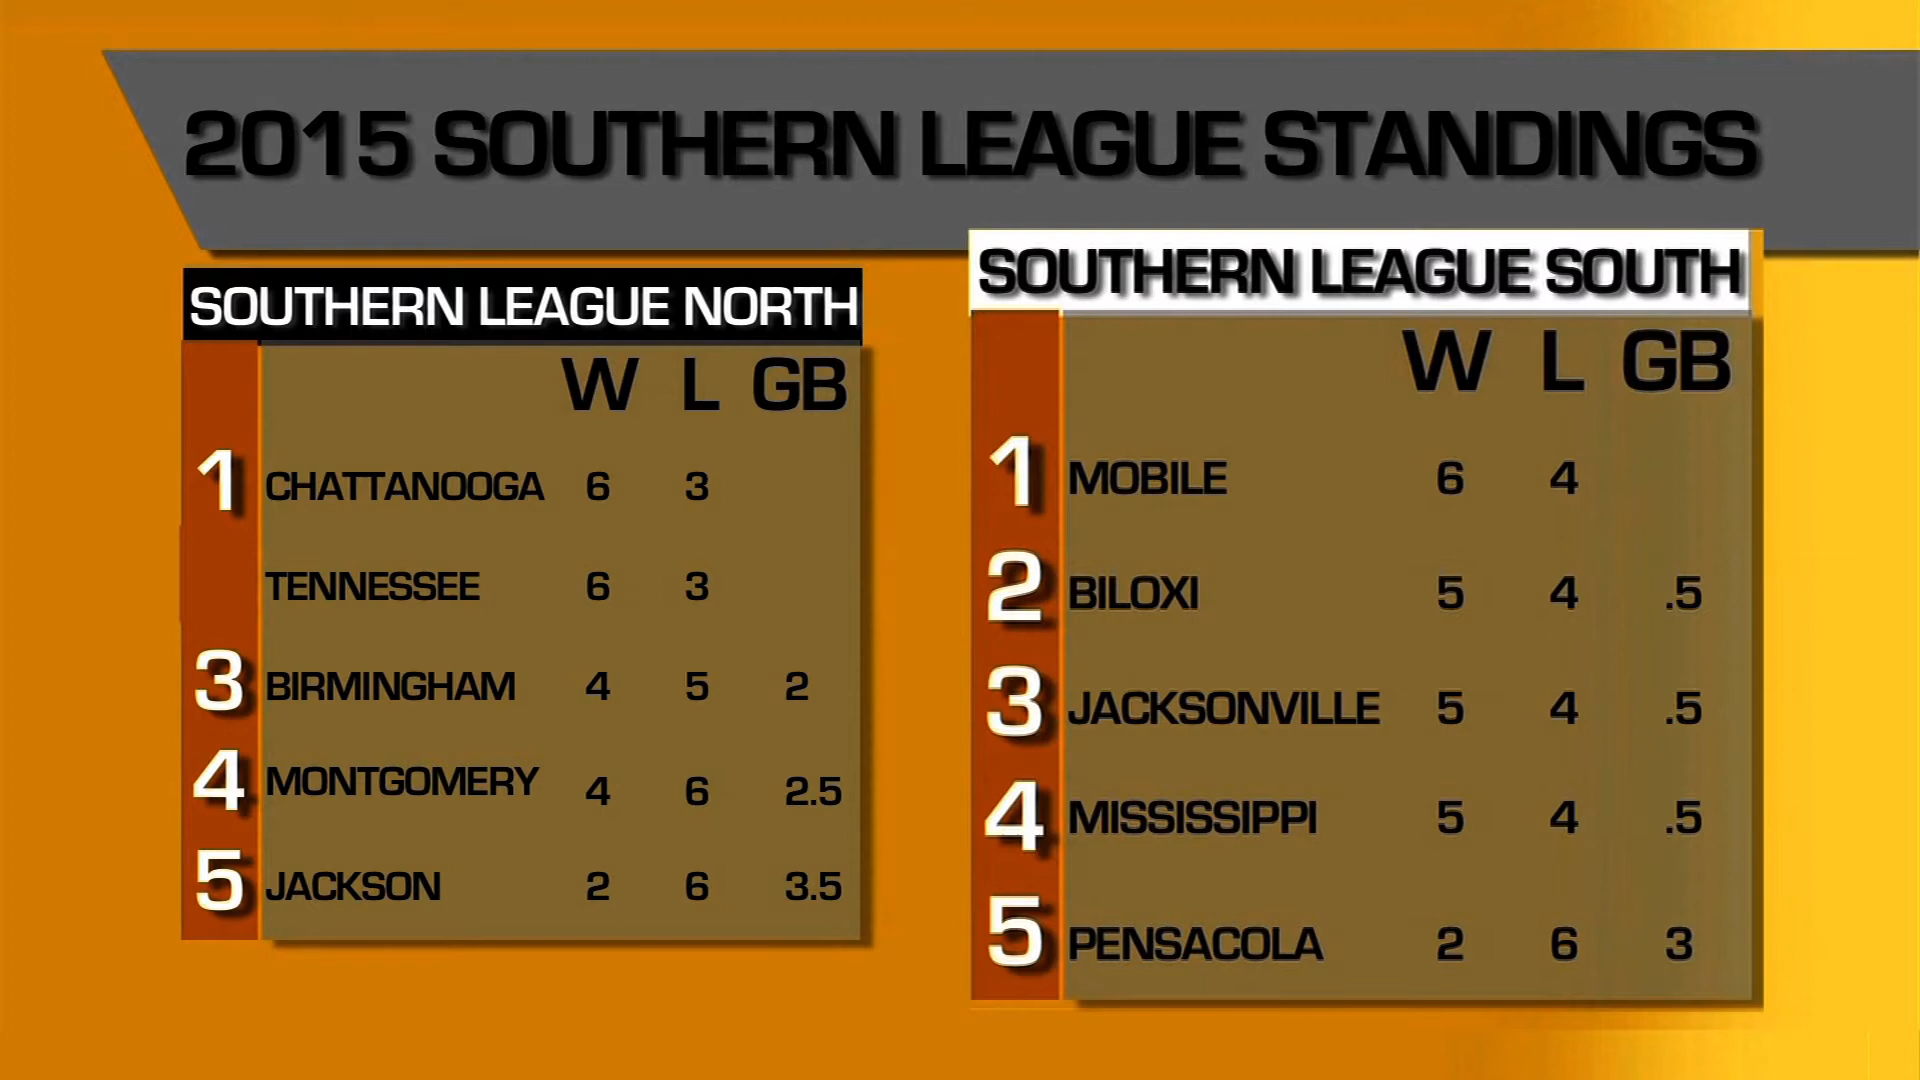 2015 SOUTHERN LEAGUE STANDINGS
SOUTHERN LEAGUE NORTH
W L GB
1 CHATTANOOGA 6 3
TENNESSEE 6 3
3 BIRMINGHAM 4 5 2
4 MONTGOMERY 4 6 2.5
5 JACKSON 2 6 3.5
SOUTHERN LEAGUE SOUTH
W L GB
1 MOBILE 6 4
2 BILOXI 5 4 .5
3 JACKSONVILLE 5 4 .5
4 MISSISSIPPI 5 4 .5
5 PENSACOLA 2 6 3